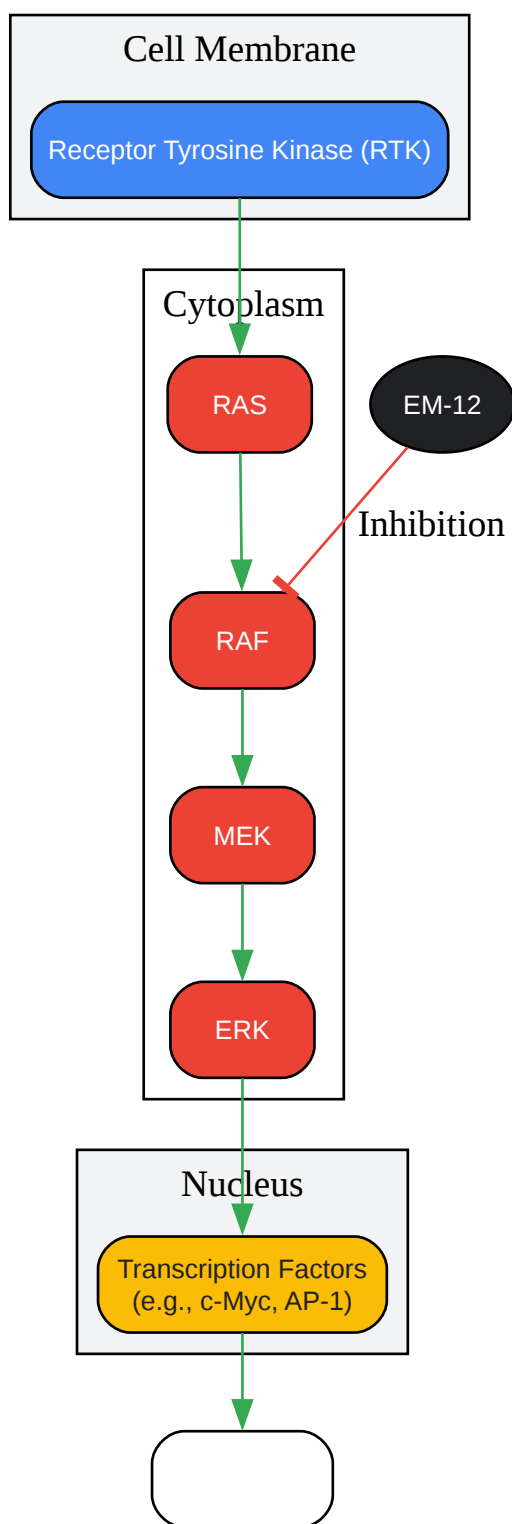 Cell Membrane
Receptor Tyrosine Kinase (RTK)
Cytoplasm
RAS
EM-12
Inhibition
RAF
MEK
ERK
Nucleus
Transcription Factors
(e.g., c-Myc, AP-1)